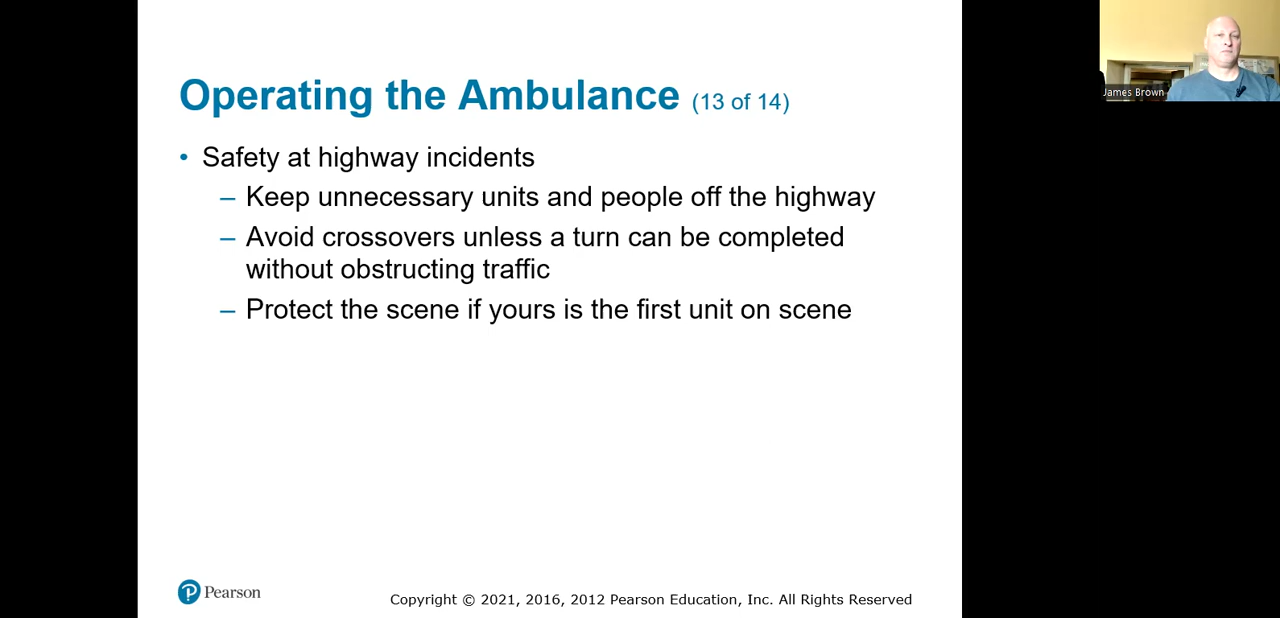 Operating the Ambulance (13 of 14)
• Safety at highway incidents
– Keep unnecessary units and people off the highway
– Avoid crossovers unless a turn can be completed
without obstructing traffic
– Protect the scene if yours is the first unit on scene
James Brown
Pearson
Copyright © 2021, 2016, 2012 Pearson Education, Inc. All Rights Reserved